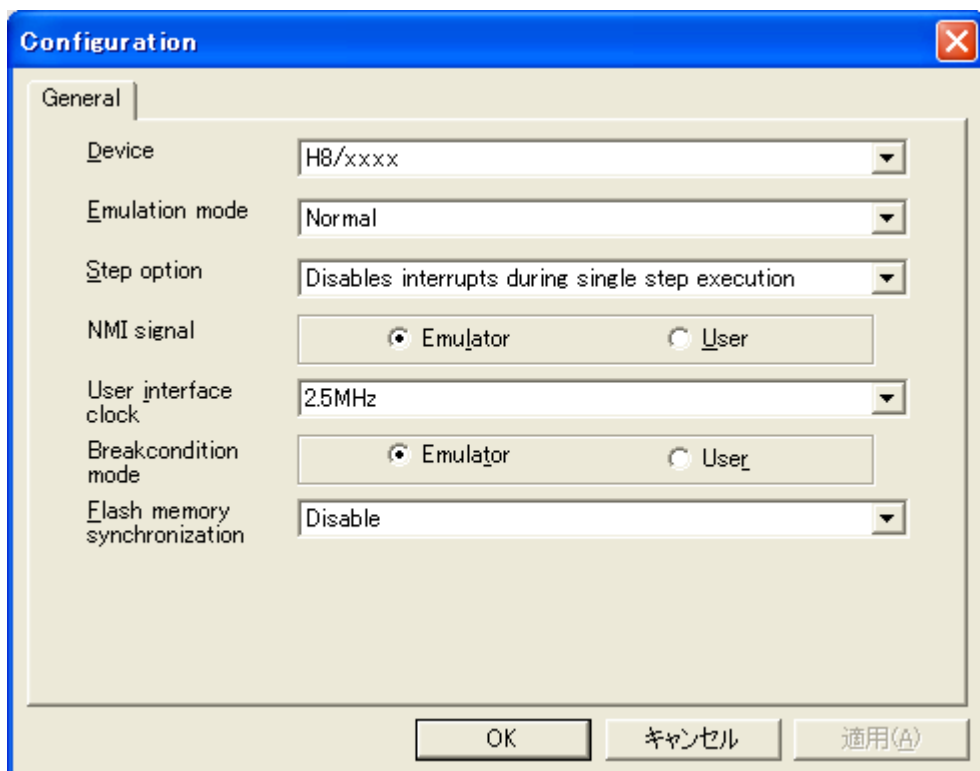 Configuration
General
Device
H8/xxxx
Emulation mode
Normal
Step option
Disables interrupts during single step execution
NMI signal
Emulator
User
User interface
clock
2.5MHz
Breakcondition
mode
Emulator
User
Flash memory
synchronization
Disable
OK
キャンセル
適用(A)